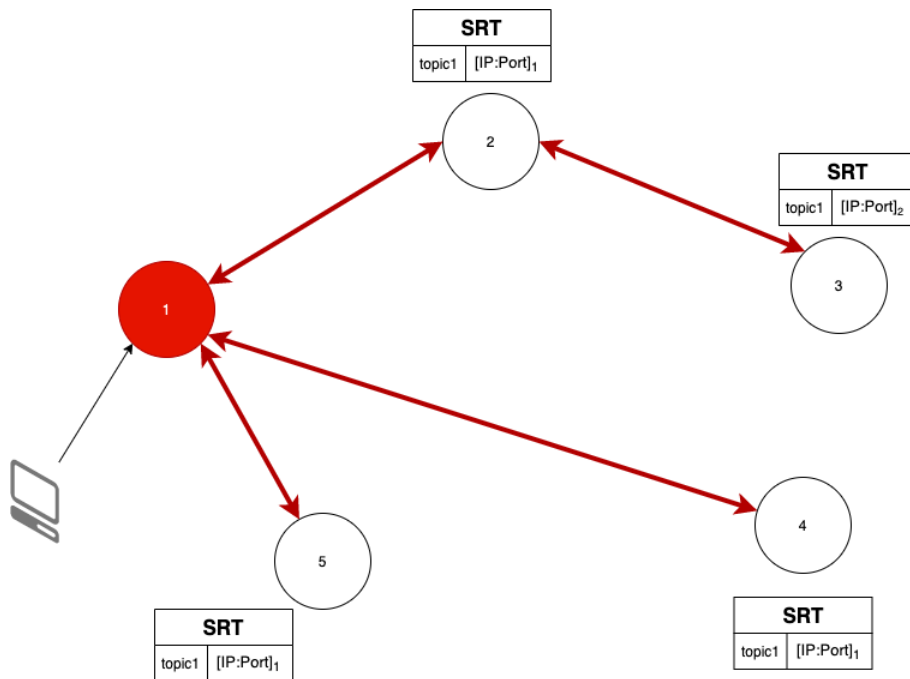 SRT
topic1 [IP:Port]1
2
SRT
topic1 [IP:Port]2
3
1
4
5
SRT
topic1 [IP:Port]1
SRT
topic1 [IP:Port]1